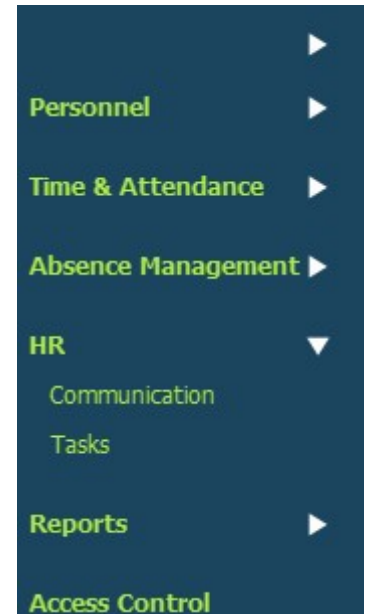 Personnel
Time & Attendance
Absence Management
HR
Communication
Tasks
Reports
Access Control